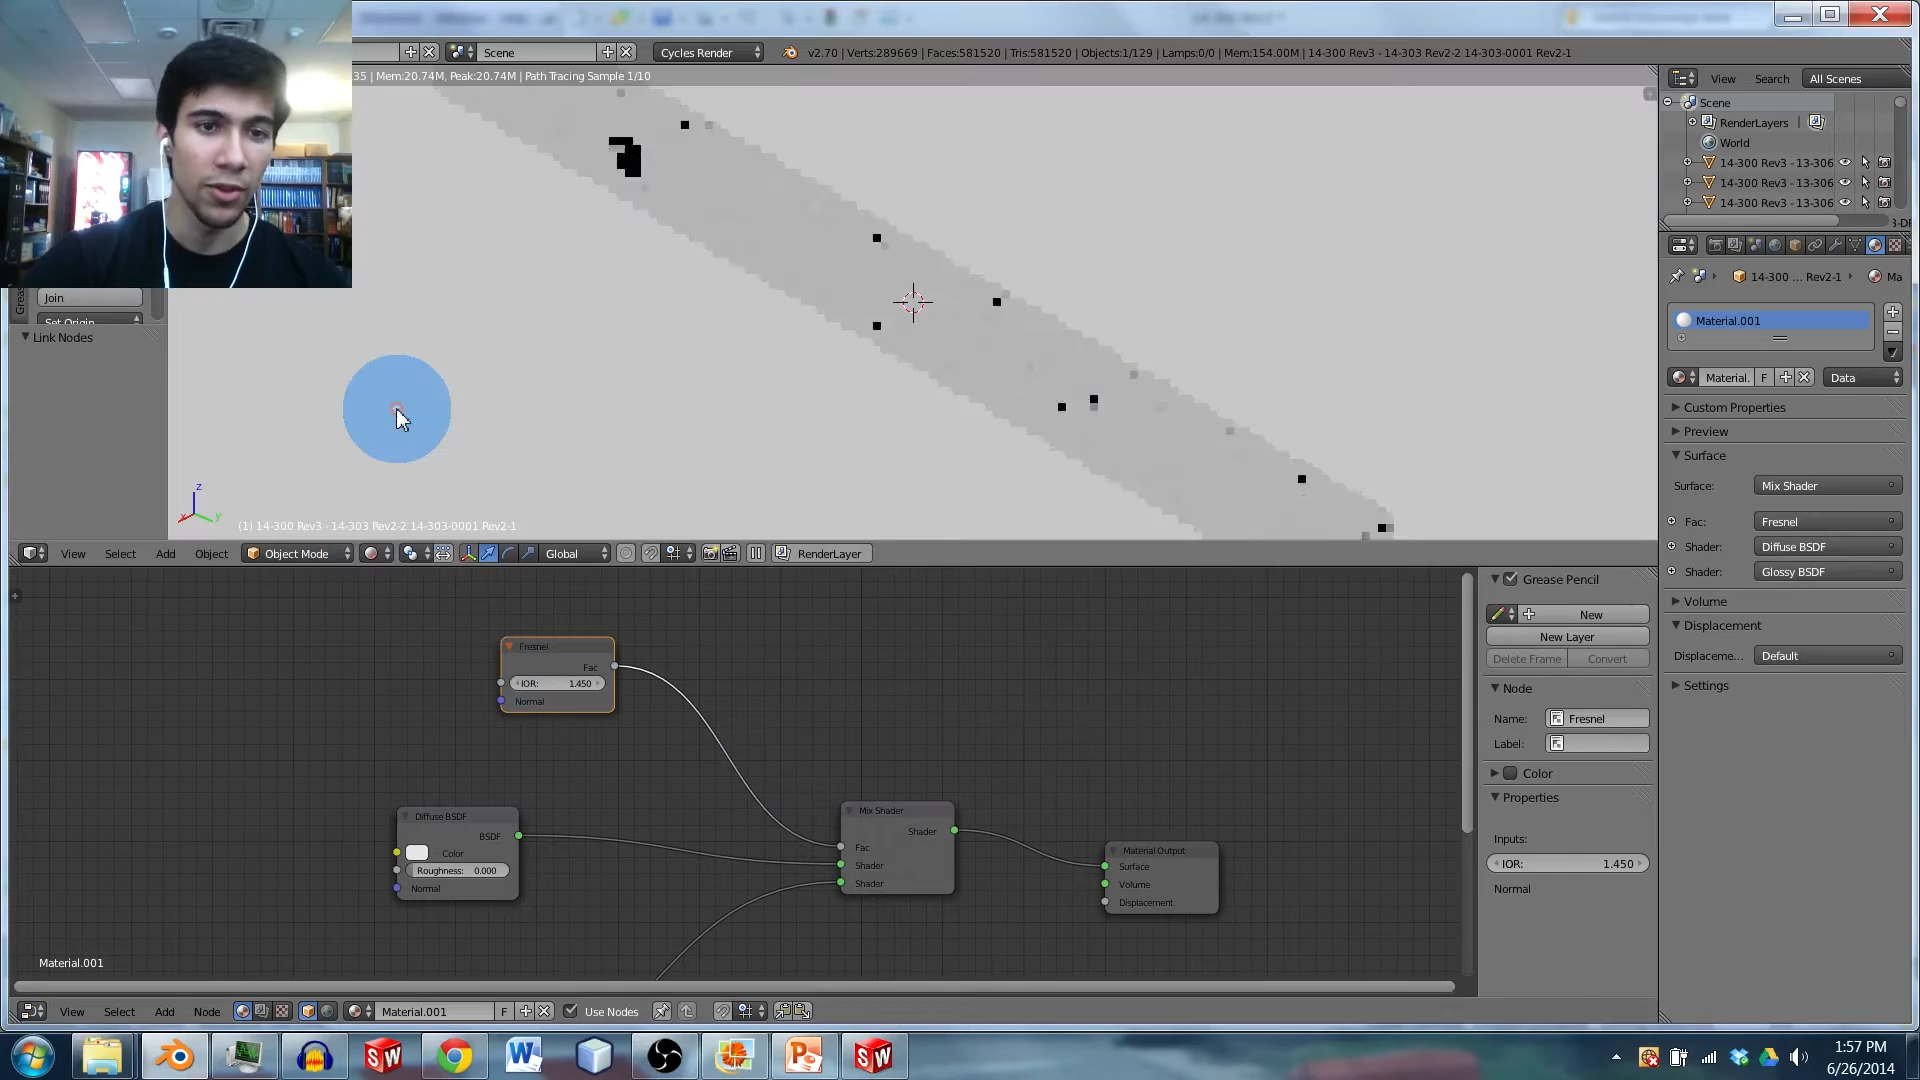 Scene
Cycles Render
v2.70 | Verts:289669 | Faces:581520 | Tris:581520 | Objects:1/129 | Lamps:0/0 | Mem:154.00M | 14-300 Rev3 - 14-303 Rev2-2 14-303-0001 Rev2-1
35 | Mem:20.74M, Peak:20.74M | Path Tracing Sample 1/10
View Search All Scenes
Scene
RenderLayers |
World
14-300 Rev3 - 13-306
14-300 Rev3 - 13-306
14-300 Rev3 - 13-306
14-300 ... Rev2-1 Ma
Material.001
Material. F Data
Custom Properties
Preview
Surface
Surface: Mix Shader
Fac: Fresnel
Shader: Diffuse BSDF
Shader: Glossy BSDF
Volume
Displacement
Displaceme... Default
Settings
Join
Set Origin
Link Nodes
z
x
y
(1) 14-300 Rev3 - 14-303 Rev2-2 14-303-0001 Rev2-1
View Select Add Object Object Mode Global RenderLayer
Fresnel
Fac
IOR: 1.450
Normal
Diffuse BSDF
BSDF
Color
Roughness: 0.000
Normal
Mix Shader
Shader
Fac
Shader
Shader
Material Output
Surface
Volume
Displacement
Material.001
Grease Pencil
New
New Layer
Delete Frame Convert
Node
Name: Fresnel
Label:
Color
Properties
Inputs:
IOR: 1.450
Normal
View Select Add Node Material.001 F Use Nodes
1:57 PM
6/26/2014